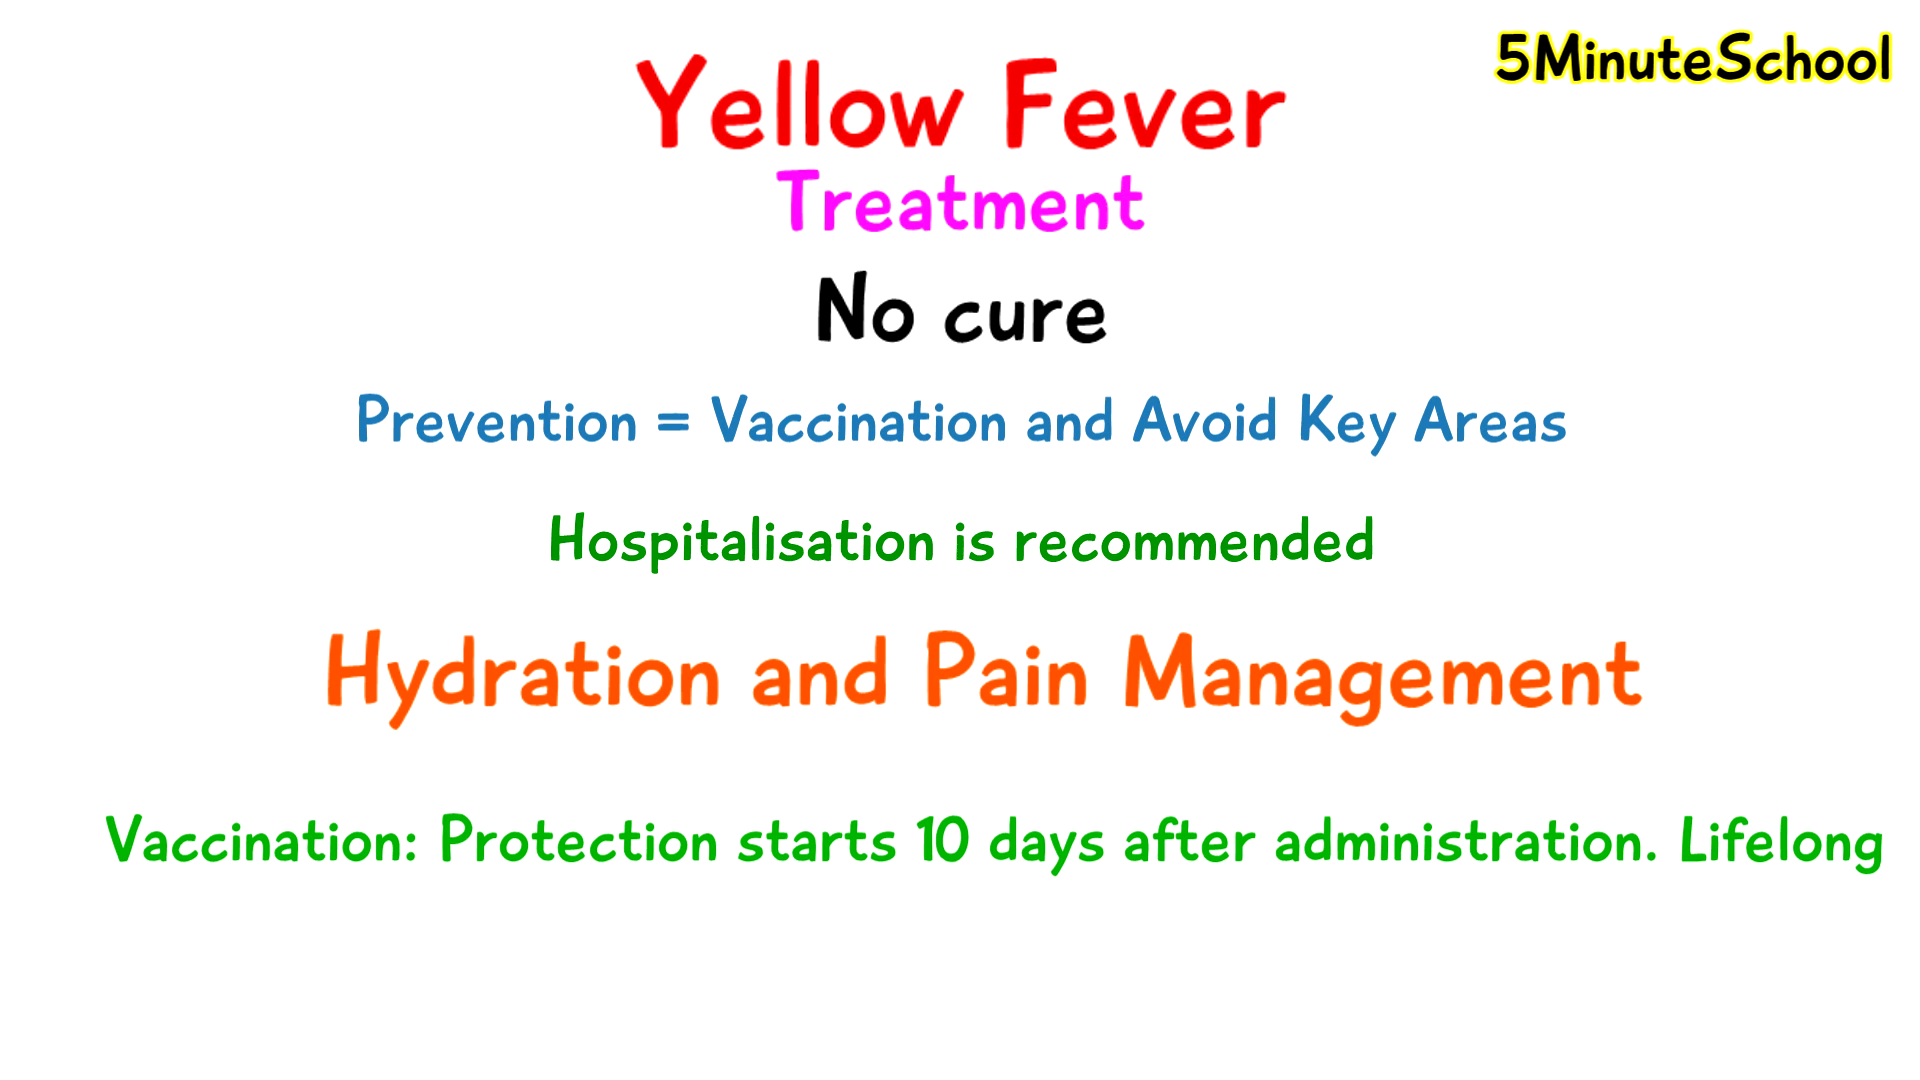 5MinuteSchool
Yellow Fever
Treatment
No cure
Prevention = Vaccination and Avoid Key Areas
Hospitalisation is recommended
Hydration and Pain Management
Vaccination: Protection starts 10 days after administration. Lifelong